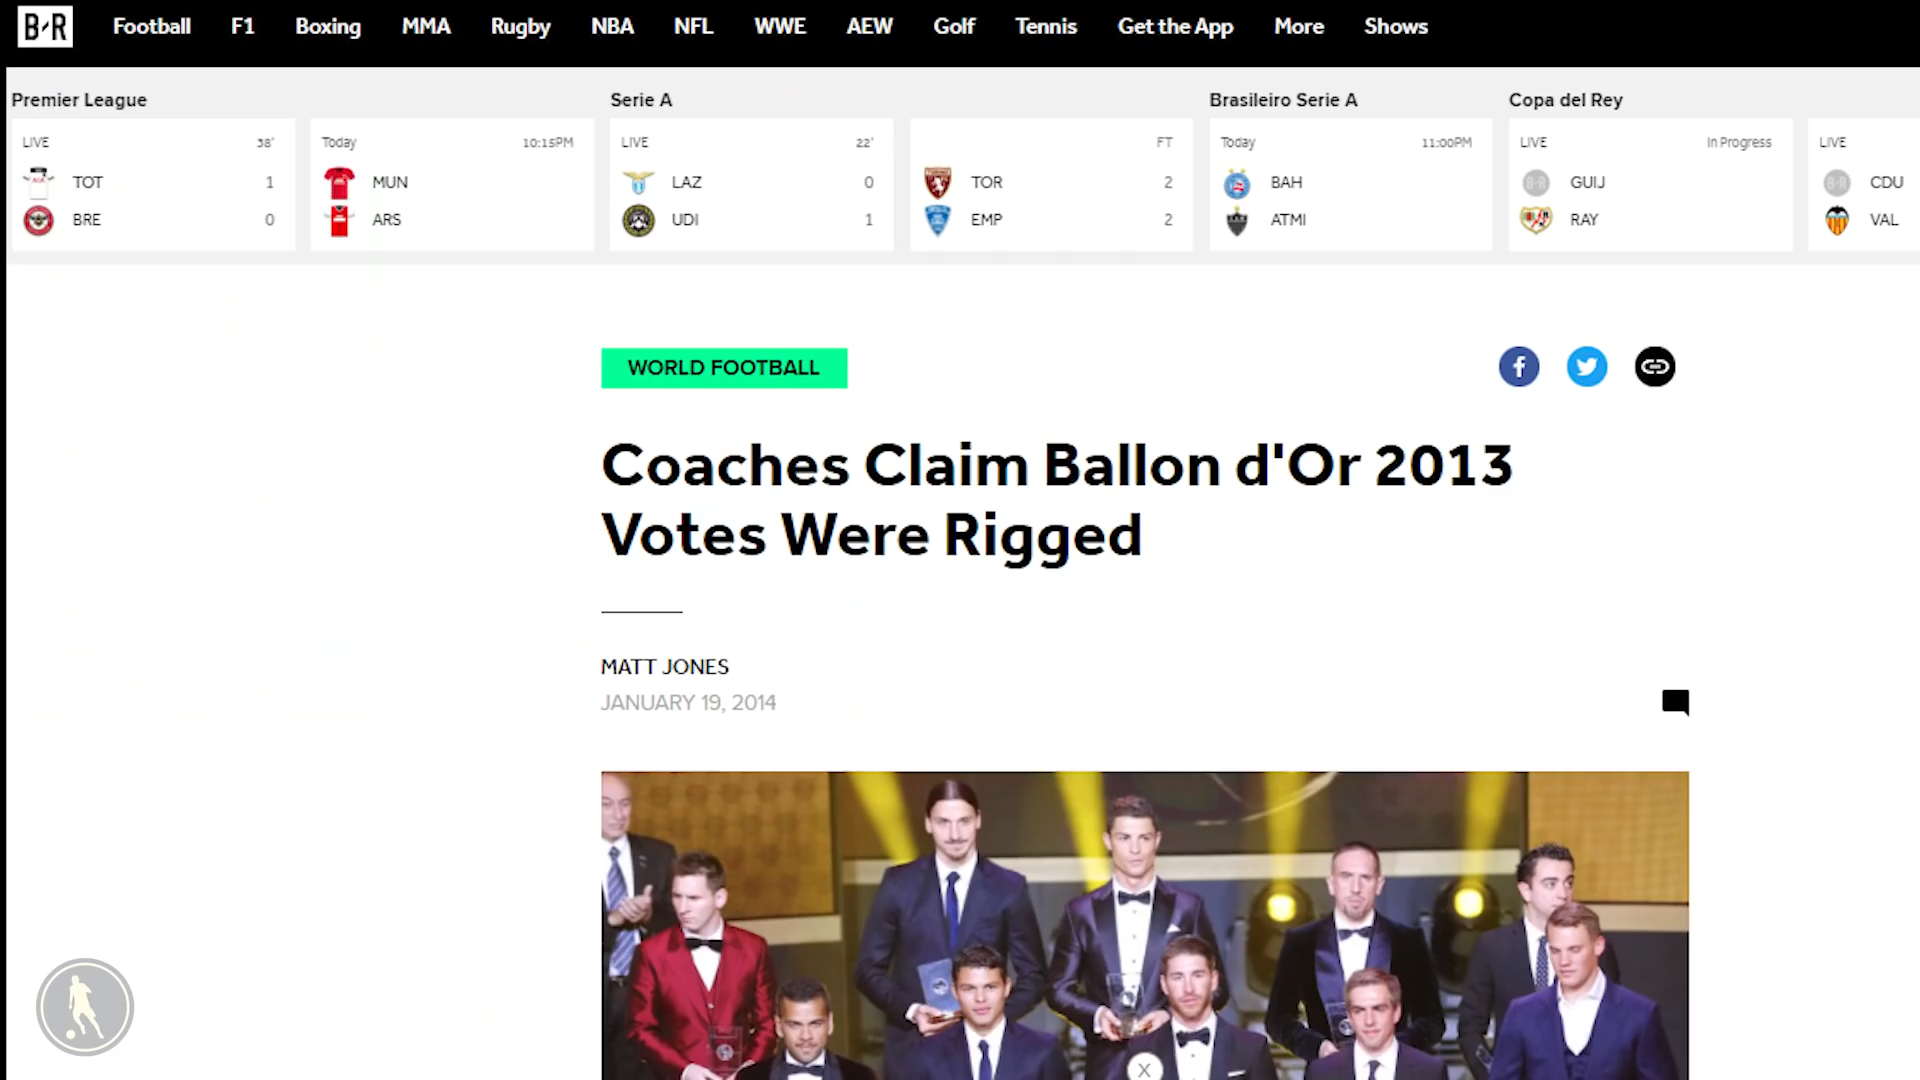 B/R Football F1 Boxing MMA Rugby NBA NFL WWE AEW Golf Tennis Get the App More Shows
Premier League Serie A Brasileiro Serie A Copa del Rey
LIVE 38' Today 10:15PM LIVE 22' FT Today 11:00PM LIVE In Progress LIVE
TOT 1 MUN LAZ 0 TOR 2 BAH GUIJ CDU
BRE 0 ARS UDI 1 EMP 2 ATMI RAY VAL
WORLD FOOTBALL
Coaches Claim Ballon d'Or 2013
Votes Were Rigged
MATT JONES
JANUARY 19, 2014
X